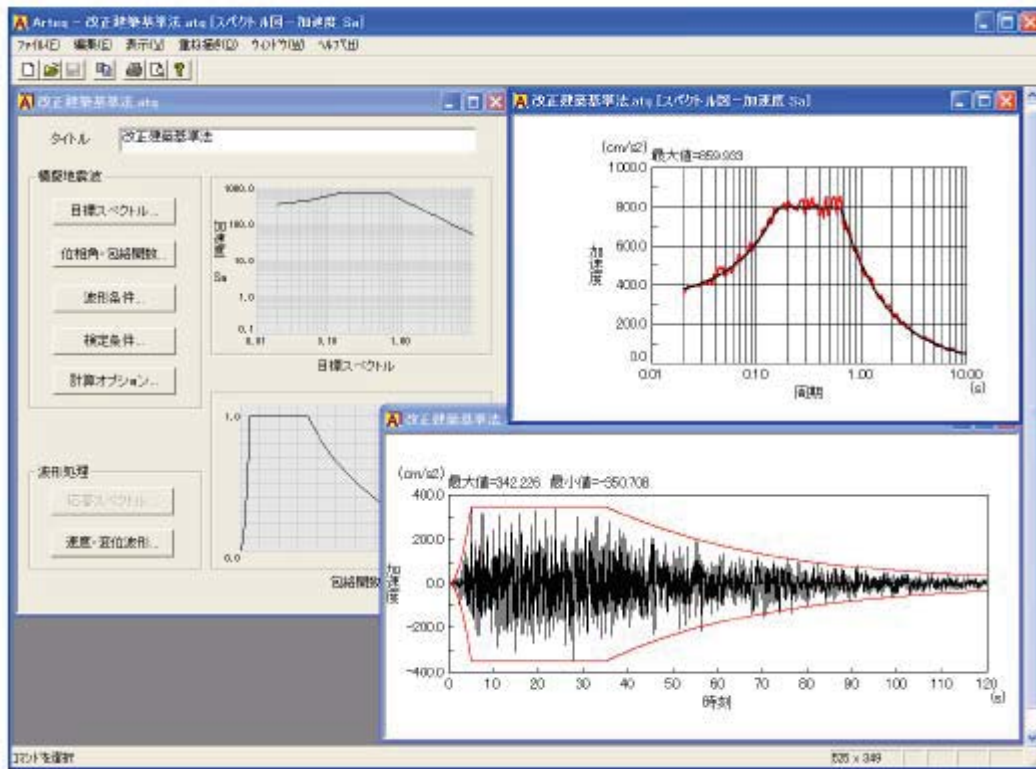 Arteq - 改正建築基準法.atq [スペクトル図-加速度 Sa]
ファイル(F) 編集(E) 表示(V) 重ね描き(O) ウィンドウ(W) ヘルプ(H)
改正建築基準法.atq
タイトル 改正建築基準法
模擬地震波
目標スペクトル...
位相角・包絡関数...
波形条件...
検定条件...
計算オプション...
波形処理
応答スペクトル...
速度・変位波形...
1000.0
100.0
10.0
1.0
0.1
加速度 Sa
0.01 0.10 1.00
目標スペクトル
1.0
0.0
包絡関数
改正建築基準法.atq [スペクトル図-加速度 Sa]
(cm/s2) 最大値=859.933
1000.0
800.0
600.0
400.0
200.0
0.0
加速度
0.01 0.10 1.00 10.00
周期 (s)
改正建築基準法
(cm/s2) 最大値=342.226 最小値=-350.708
400.0
200.0
0.0
-200.0
-400.0
加速度
0 10 20 30 40 50 60 70 80 90 100 110 120
時刻 (s)
コマンドを選択
526 x 349